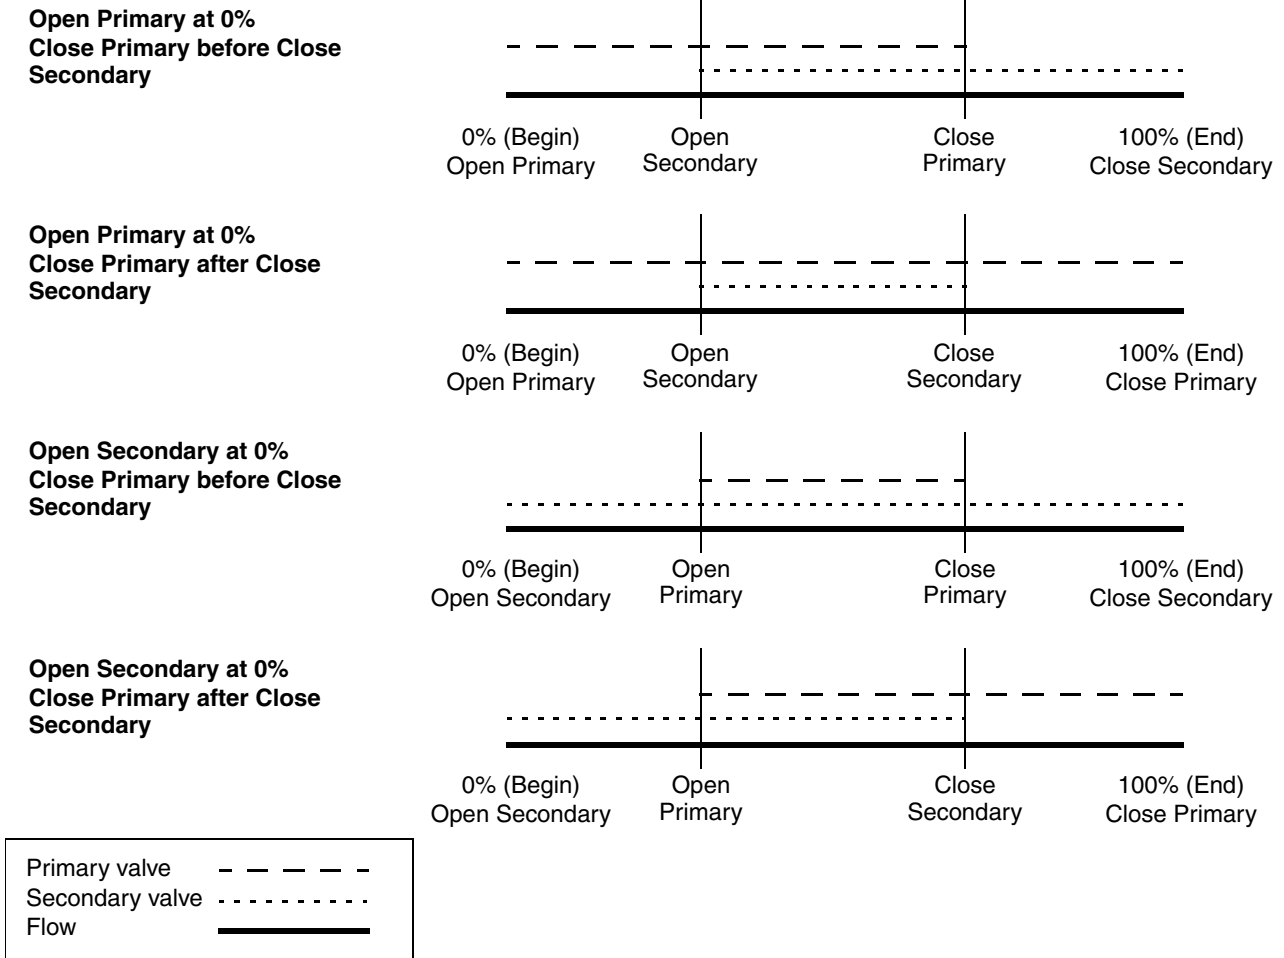 Open Primary at 0%
Close Primary before Close
Secondary
0% (Begin)
Open Primary
Open
Secondary
Close
Primary
100% (End)
Close Secondary
Open Primary at 0%
Close Primary after Close
Secondary
0% (Begin)
Open Primary
Open
Secondary
Close
Secondary
100% (End)
Close Primary
Open Secondary at 0%
Close Primary before Close
Secondary
0% (Begin)
Open Secondary
Open
Primary
Close
Primary
100% (End)
Close Secondary
Open Secondary at 0%
Close Primary after Close
Secondary
0% (Begin)
Open Secondary
Open
Primary
Close
Secondary
100% (End)
Close Primary
Primary valve
Secondary valve
Flow